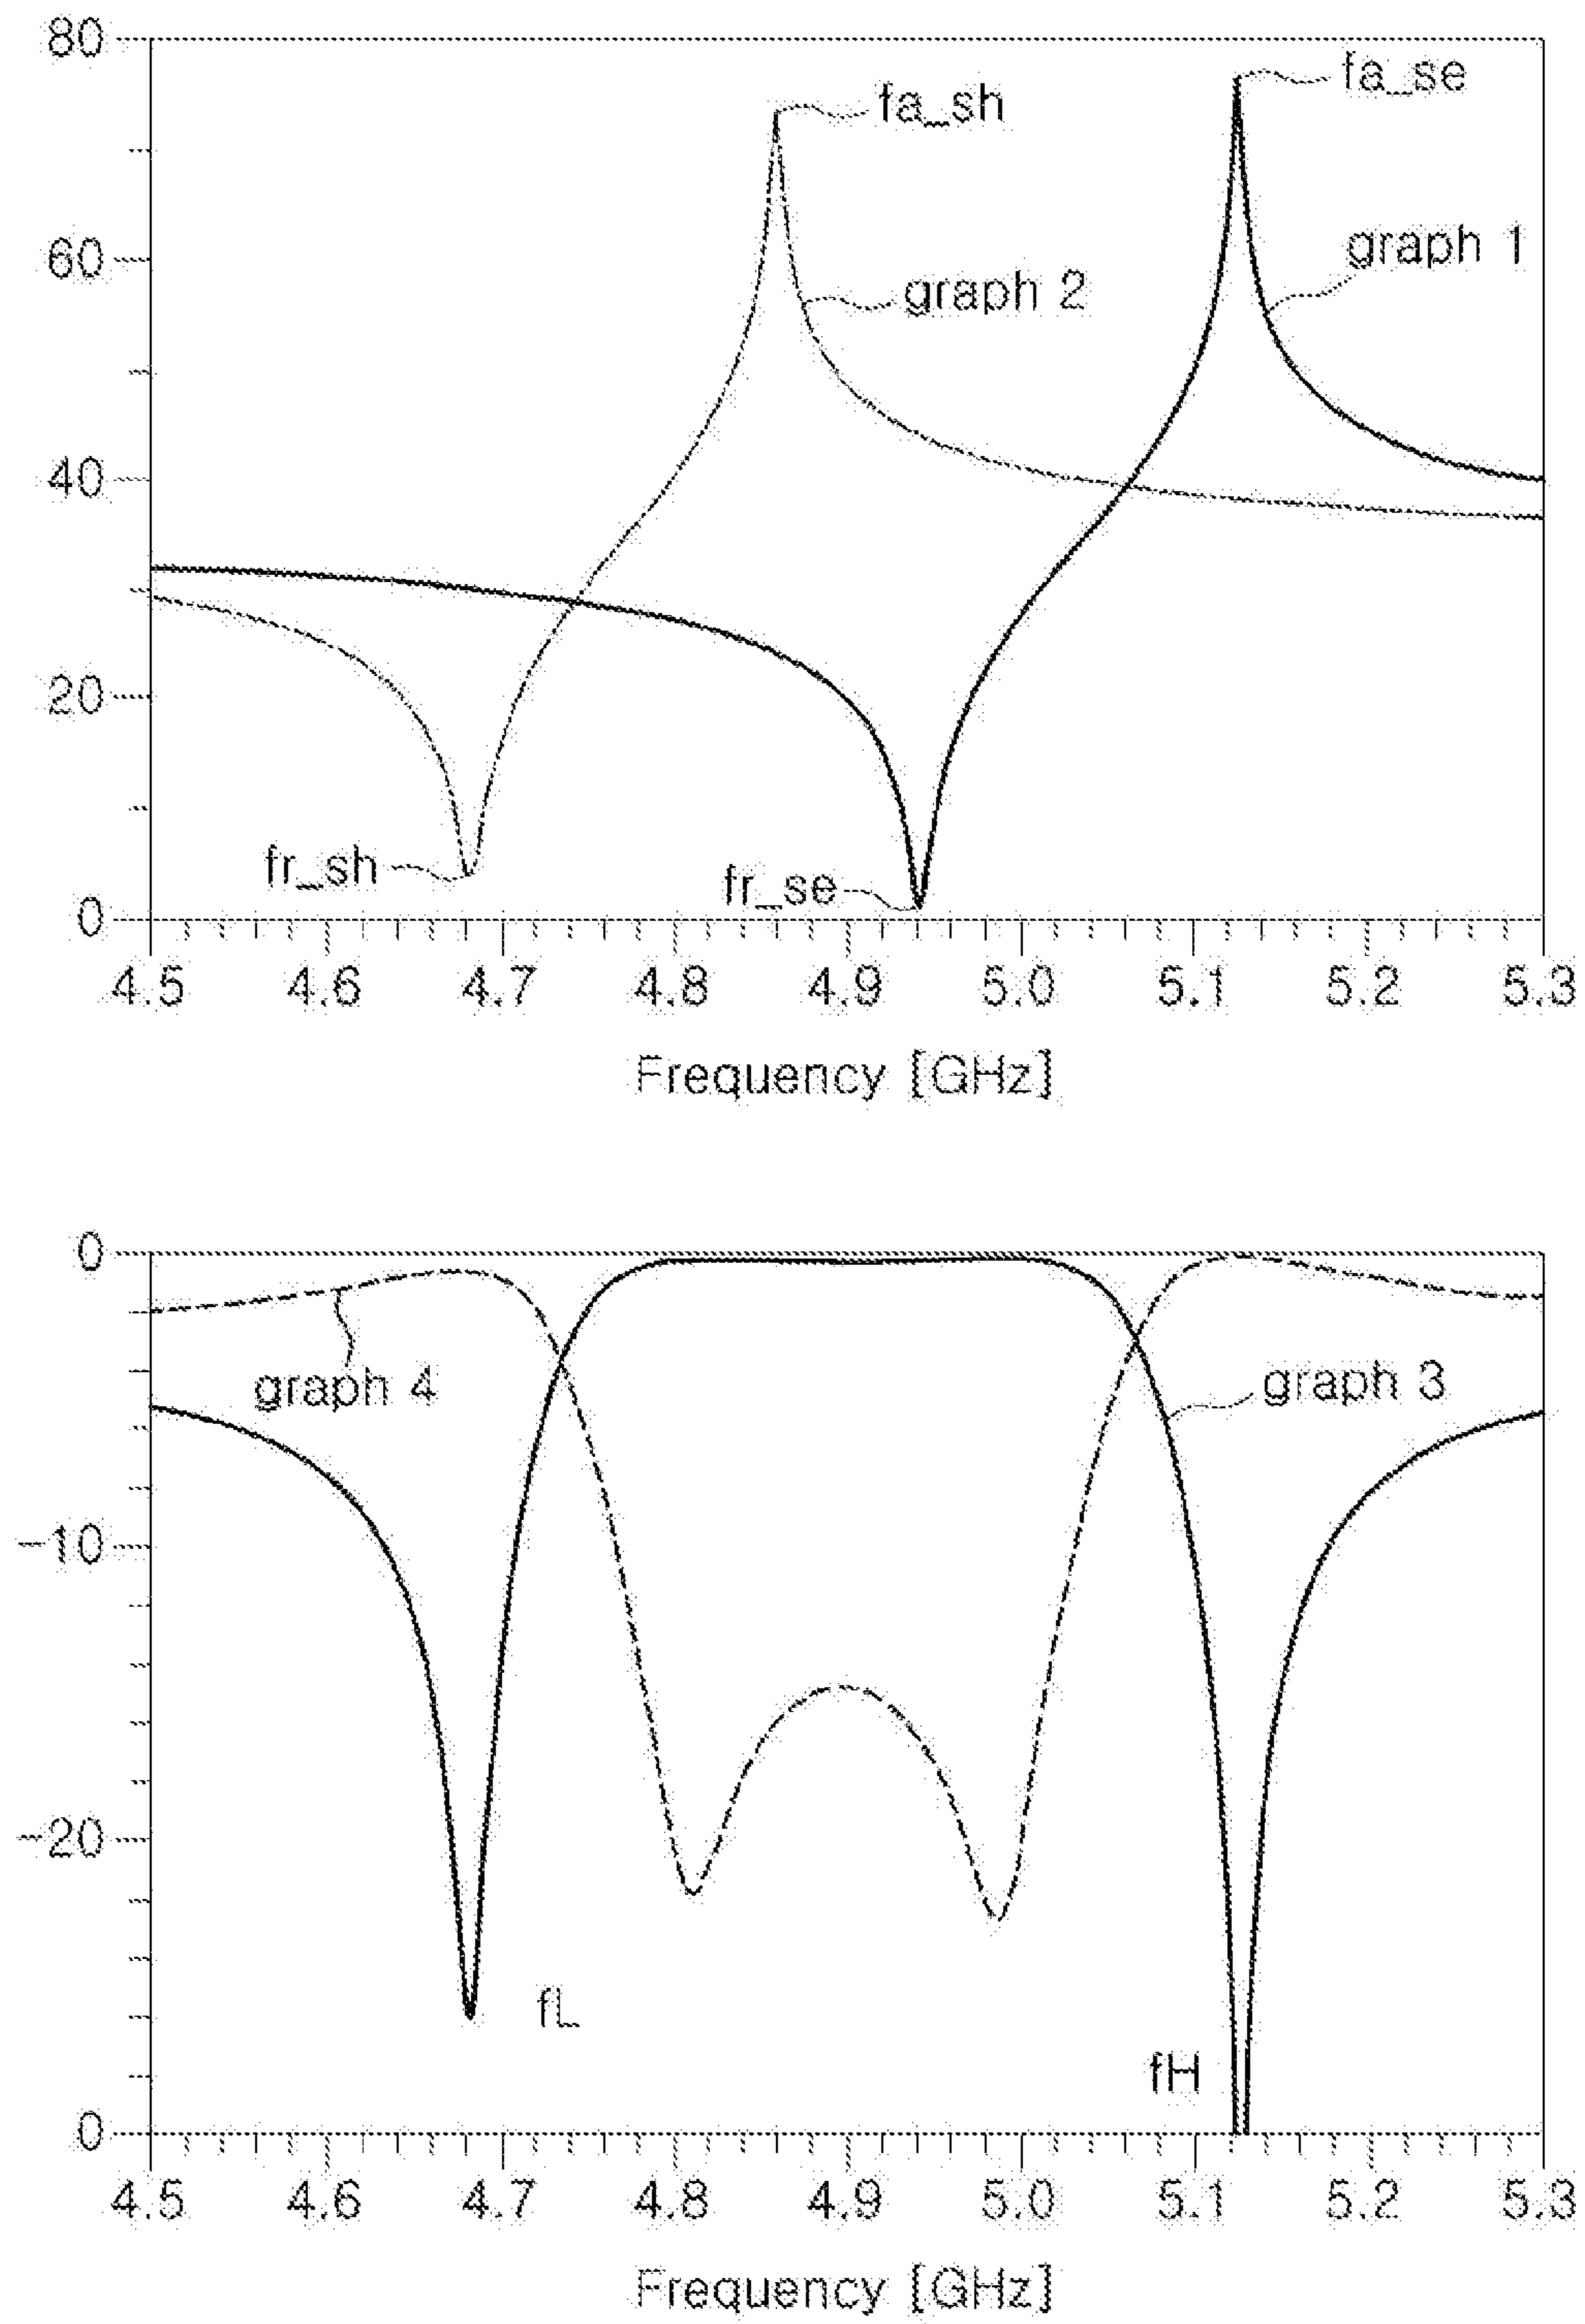 80
fa_sh
fa_se
60
graph 2
graph 1
40
20
fr_sh
fr_se
0
4.5 4.6 4.7 4.8 4.9 5.0 5.1 5.2 5.3
Frequency [GHz]
0
graph 4
graph 3
-10
-20
fL
fH
0
4.5 4.6 4.7 4.8 4.9 5.0 5.1 5.2 5.3
Frequency [GHz]